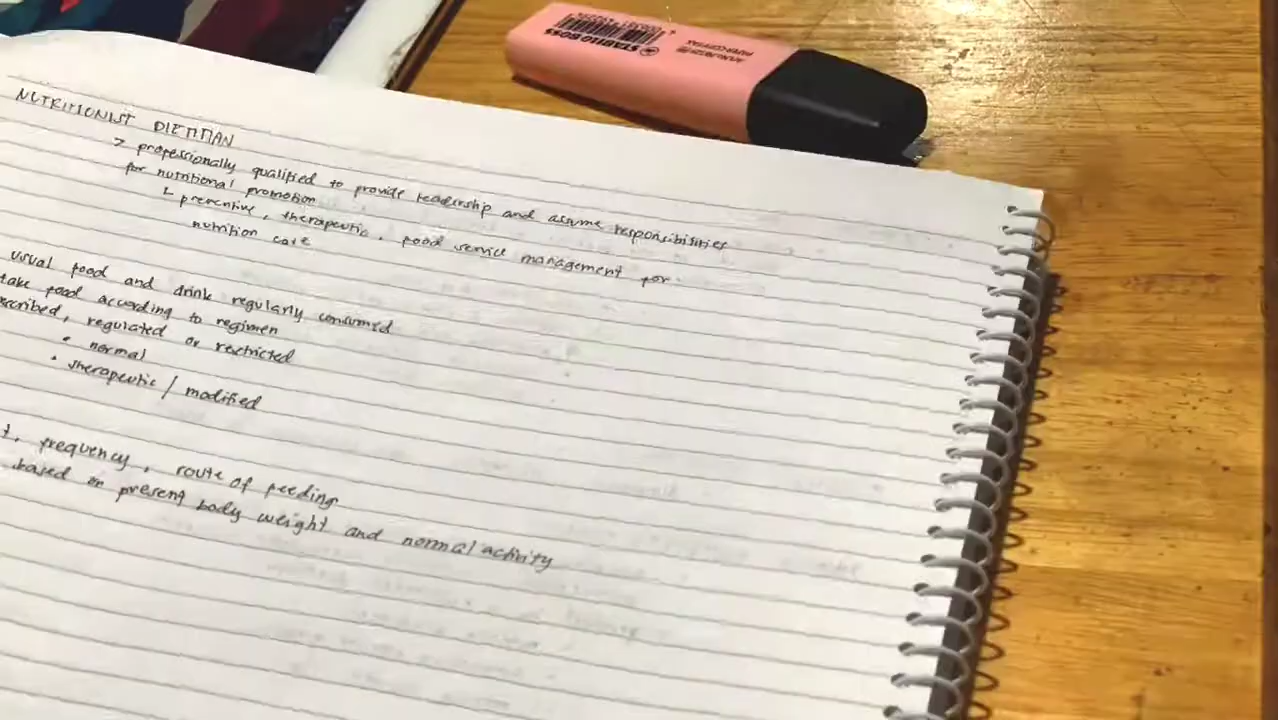 NUTRITIONIST DIETITIAN
> professionally qualified to provide leadership and assume responsibilities
for nutritional promotion
↳ preventive, therapeutic, food service management for
nutrition care
usual food and drink regularly consumed
take food according to regimen
scribed, regulated or restricted
• normal
• therapeutic / modified
t, frequency, route of feeding
based on present body weight and normal activity
STABILO BOSS